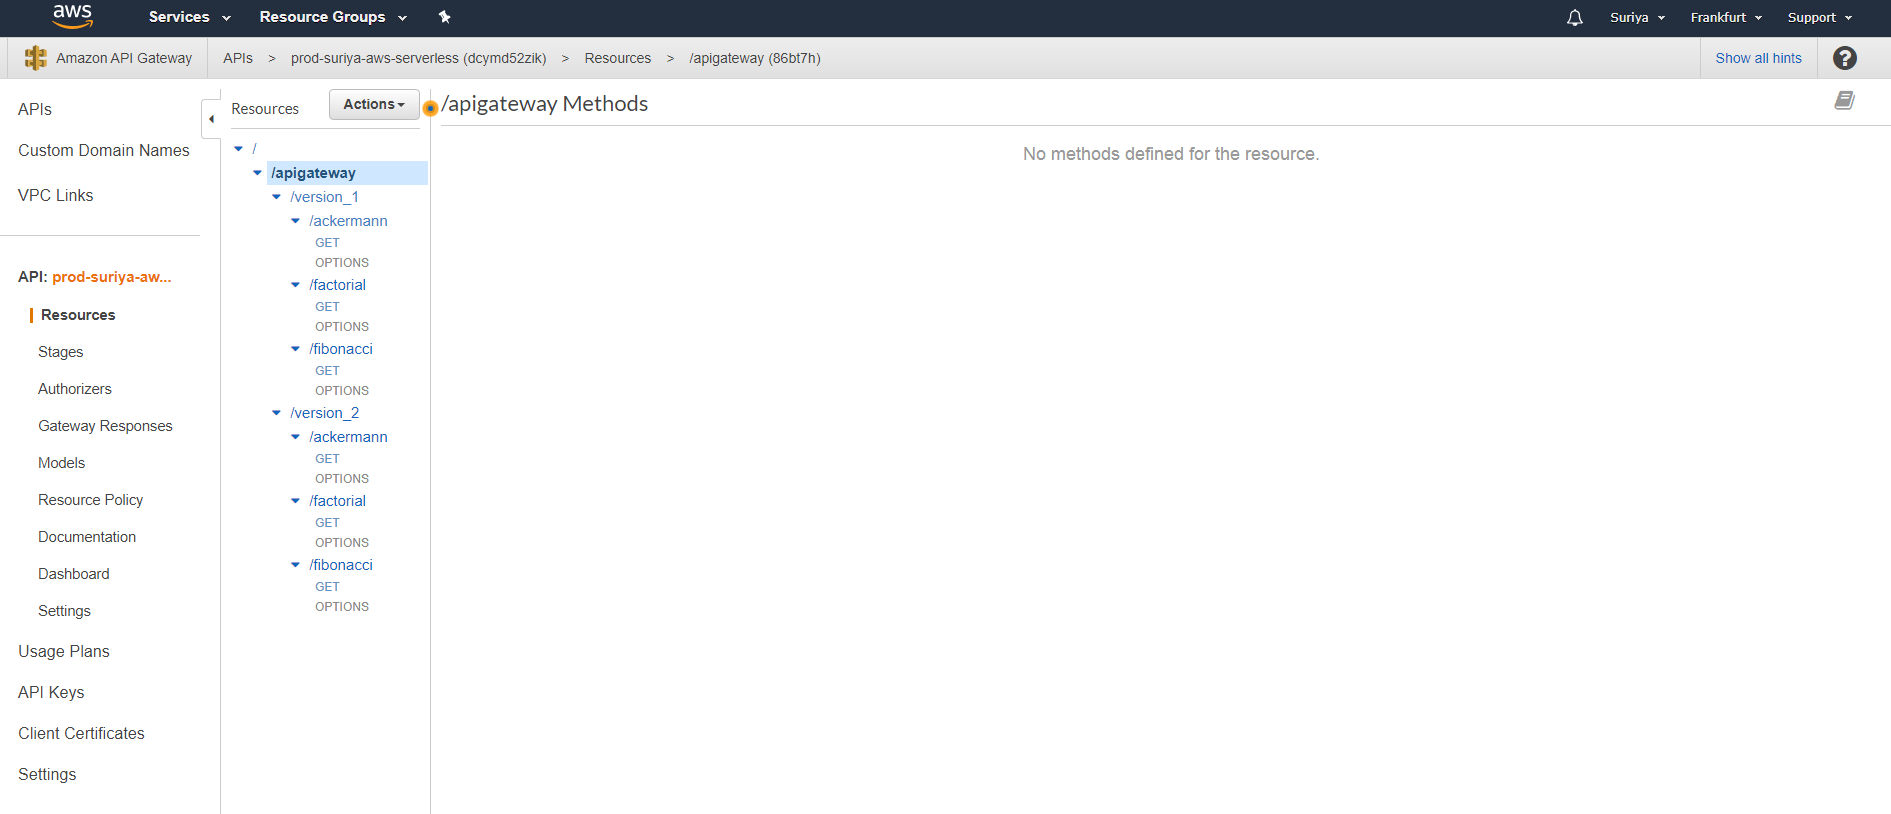 aws Services Resource Groups Suriya Frankfurt Support
Amazon API Gateway APIs > prod-suriya-aws-serverless (dcymd52zik) > Resources > /apigateway (86bt7h) Show all hints ?
APIs
Custom Domain Names
VPC Links
API: prod-suriya-aw...
Resources
Stages
Authorizers
Gateway Responses
Models
Resource Policy
Documentation
Dashboard
Settings
Usage Plans
API Keys
Client Certificates
Settings
Resources Actions
/
/apigateway
/version_1
/ackermann
GET
OPTIONS
/factorial
GET
OPTIONS
/fibonacci
GET
OPTIONS
/version_2
/ackermann
GET
OPTIONS
/factorial
GET
OPTIONS
/fibonacci
GET
OPTIONS
/apigateway Methods
No methods defined for the resource.